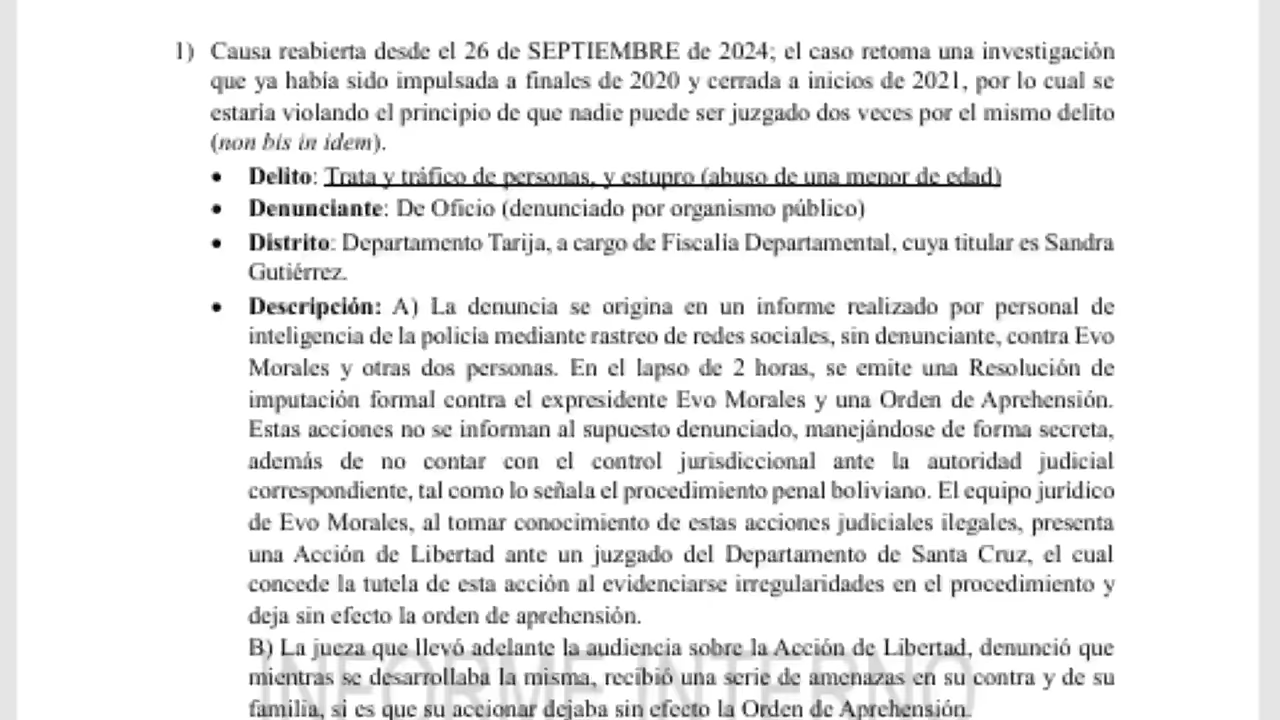 1) Causa reabierta desde el 26 de SEPTIEMBRE de 2024; el caso retoma una investigación
que ya había sido impulsada a finales de 2020 y cerrada a inicios de 2021, por lo cual se
estaría violando el principio de que nadie puede ser juzgado dos veces por el mismo delito
(non bis in idem).
• Delito: Trata y tráfico de personas, y estupro (abuso de una menor de edad)
• Denunciante: De Oficio (denunciado por organismo público)
• Distrito: Departamento Tarija, a cargo de Fiscalía Departamental, cuya titular es Sandra
Gutiérrez.
• Descripción: A) La denuncia se origina en un informe realizado por personal de
inteligencia de la policía mediante rastreo de redes sociales, sin denunciante, contra Evo
Morales y otras dos personas. En el lapso de 2 horas, se emite una Resolución de
imputación formal contra el expresidente Evo Morales y una Orden de Aprehensión.
Estas acciones no se informan al supuesto denunciado, manejándose de forma secreta,
además de no contar con el control jurisdiccional ante la autoridad judicial
correspondiente, tal como lo señala el procedimiento penal boliviano. El equipo jurídico
de Evo Morales, al tomar conocimiento de estas acciones judiciales ilegales, presenta
una Acción de Libertad ante un juzgado del Departamento de Santa Cruz, el cual
concede la tutela de esta acción al evidenciarse irregularidades en el procedimiento y
deja sin efecto la orden de aprehensión.
B) La jueza que llevó adelante la audiencia sobre la Acción de Libertad, denunció que
mientras se desarrollaba la misma, recibió una serie de amenazas en su contra y de su
familia, si es que su accionar dejaba sin efecto la Orden de Aprehensión.
INFORME INTERNO